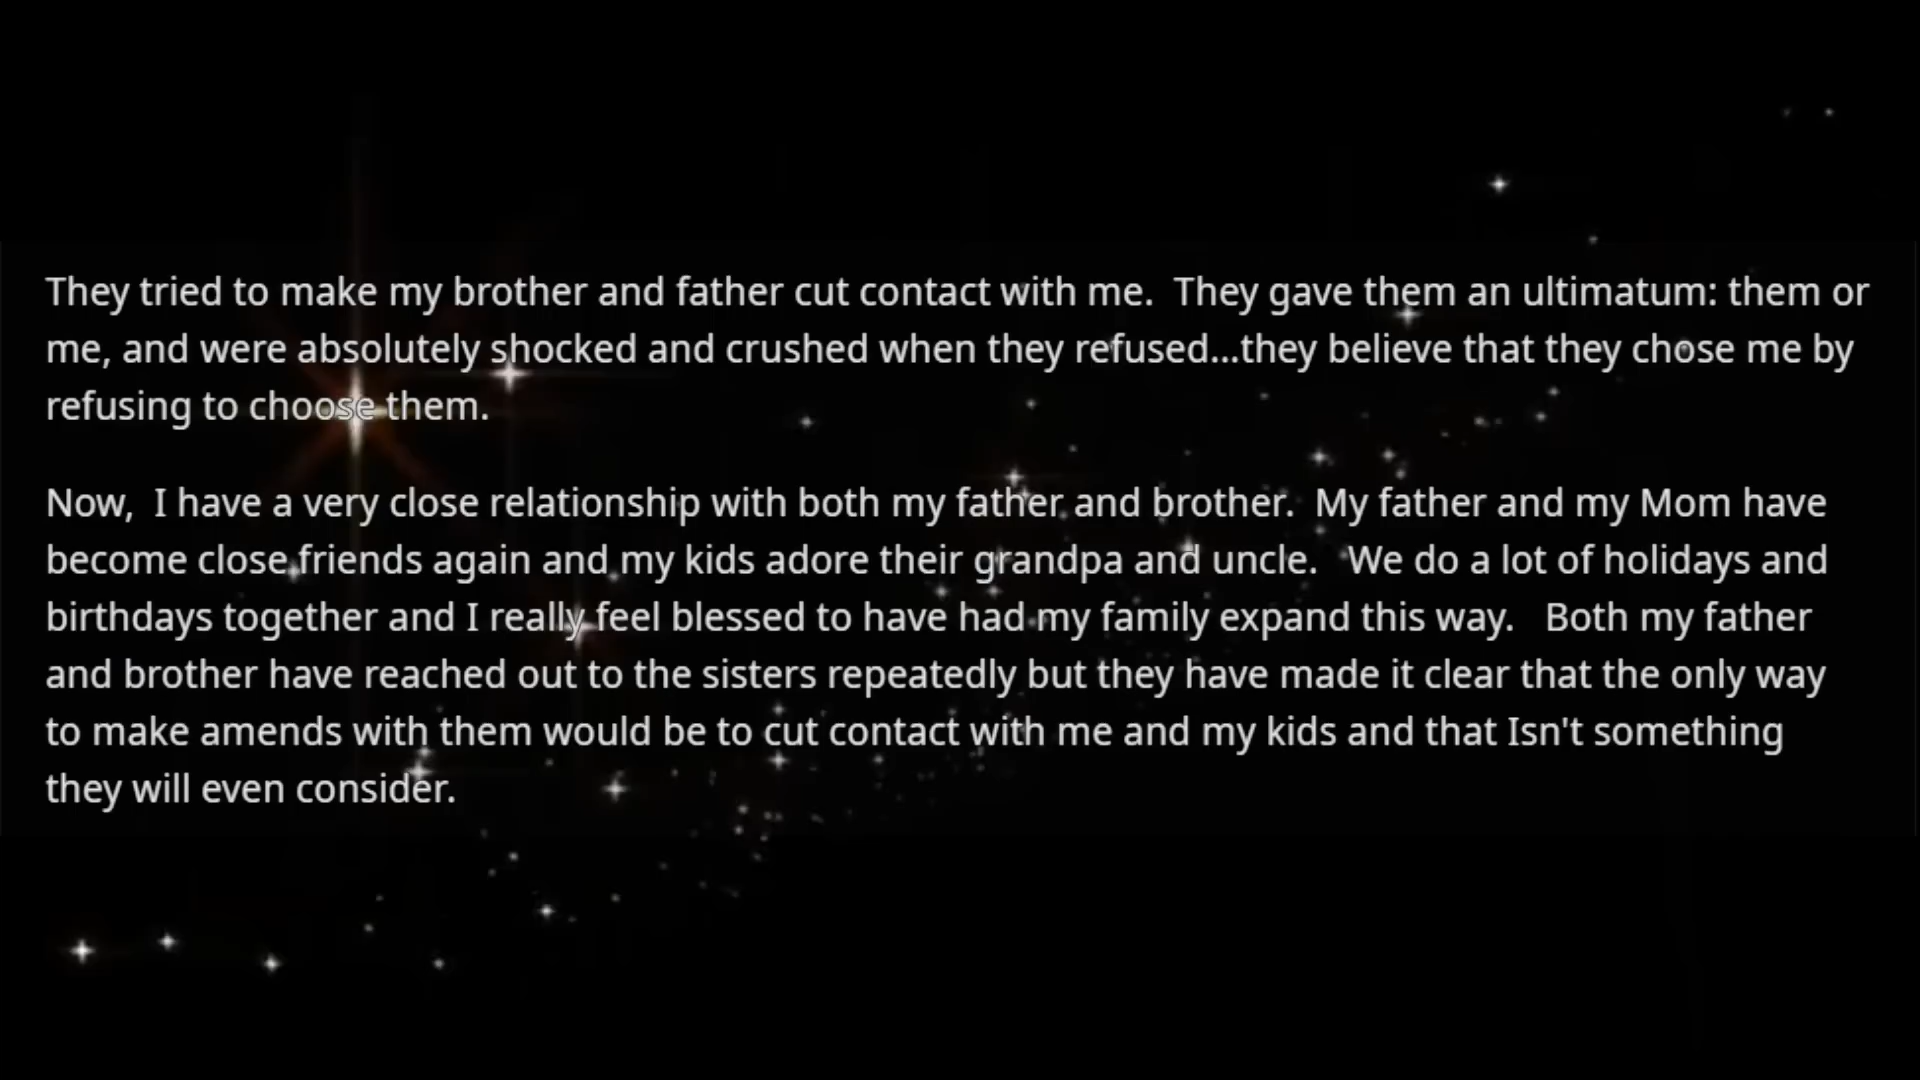 They tried to make my brother and father cut contact with me.  They gave them an ultimatum: them or
me, and were absolutely shocked and crushed when they refused...they believe that they chose me by
refusing to choose them.
Now,  I have a very close relationship with both my father and brother.  My father and my Mom have
become close friends again and my kids adore their grandpa and uncle.   We do a lot of holidays and
birthdays together and I really feel blessed to have had my family expand this way.   Both my father
and brother have reached out to the sisters repeatedly but they have made it clear that the only way
to make amends with them would be to cut contact with me and my kids and that Isn't something
they will even consider.